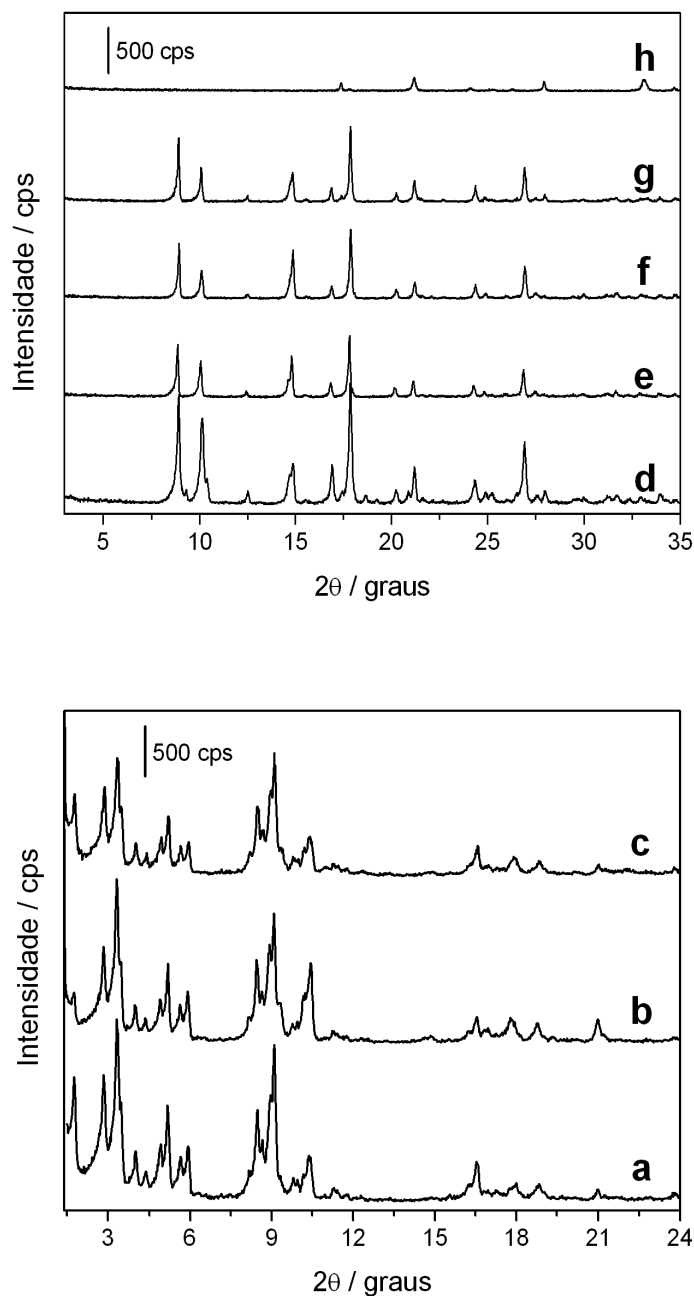 500 cps
h
g
f
e
d
Intensidade / cps
5 10 15 20 25 30 35
2θ / graus
500 cps
c
b
a
Intensidade / cps
3 6 9 12 15 18 21 24
2θ / graus